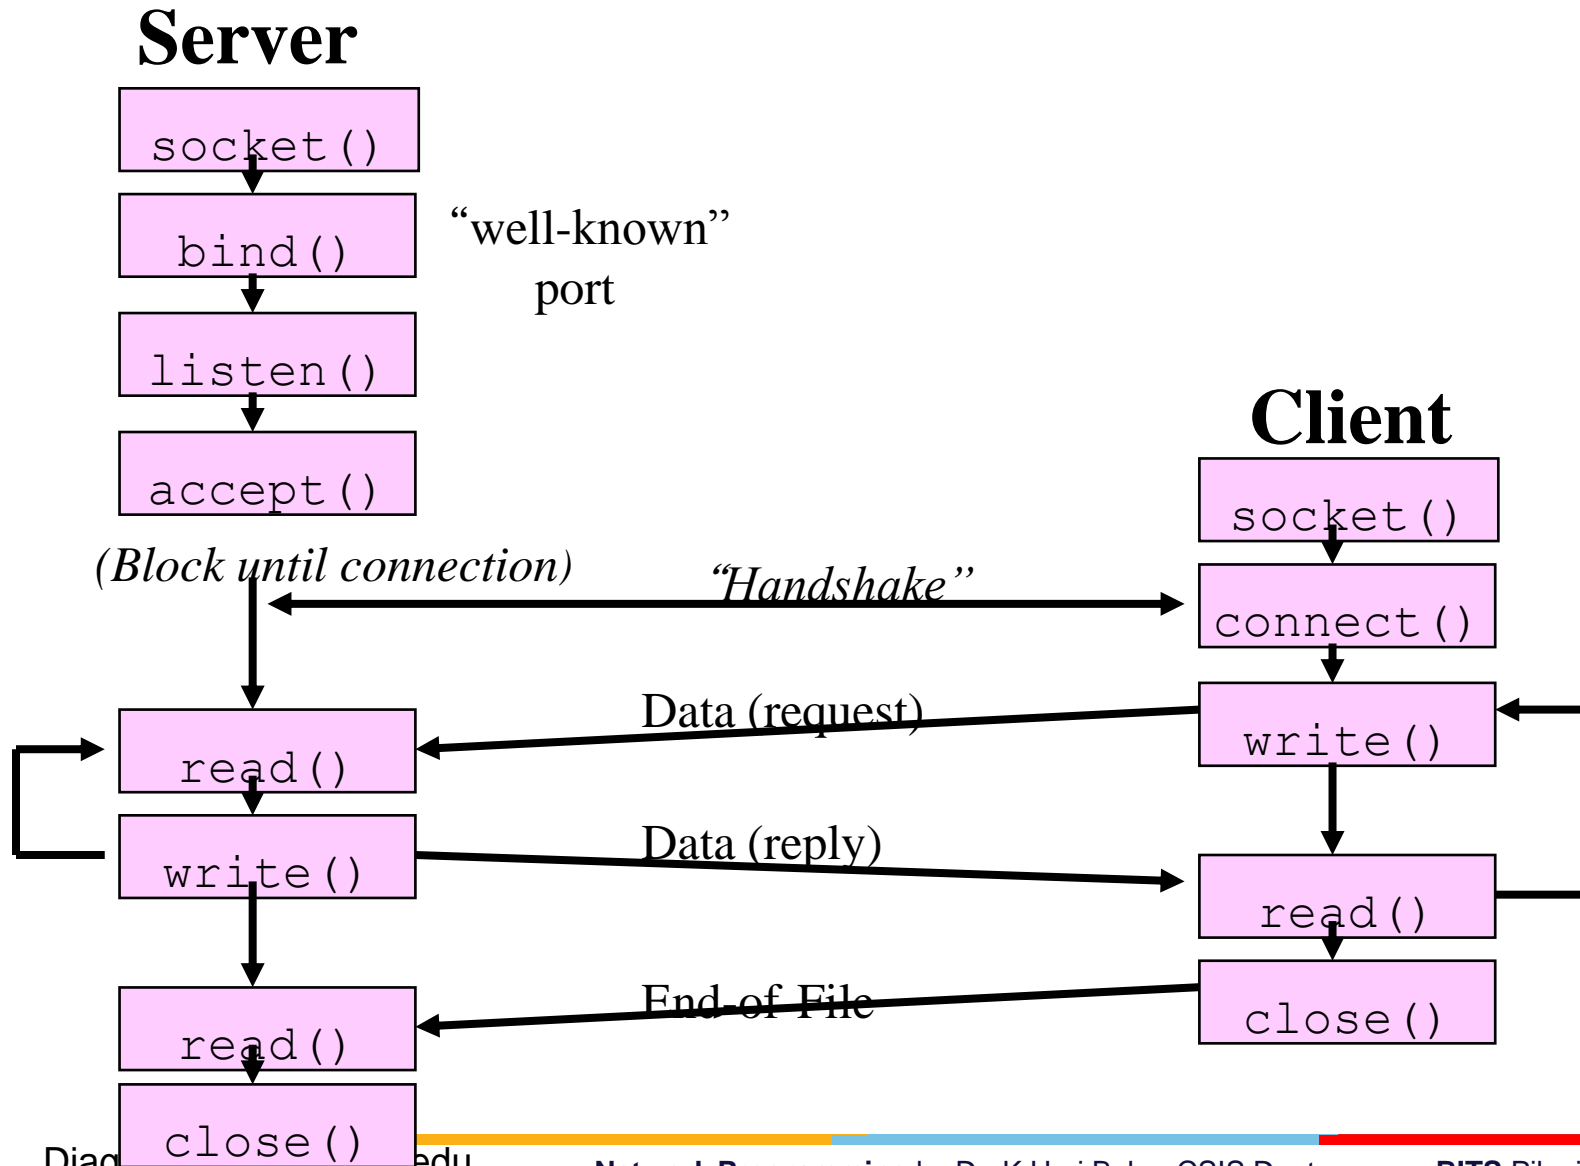 Server
socket()
bind()
“well-known”
port
listen()
accept()
(Block until connection)
“Handshake”
Client
socket()
connect()
Data (request)
write()
read()
Data (reply)
write()
read()
End-of-File
close()
read()
close()